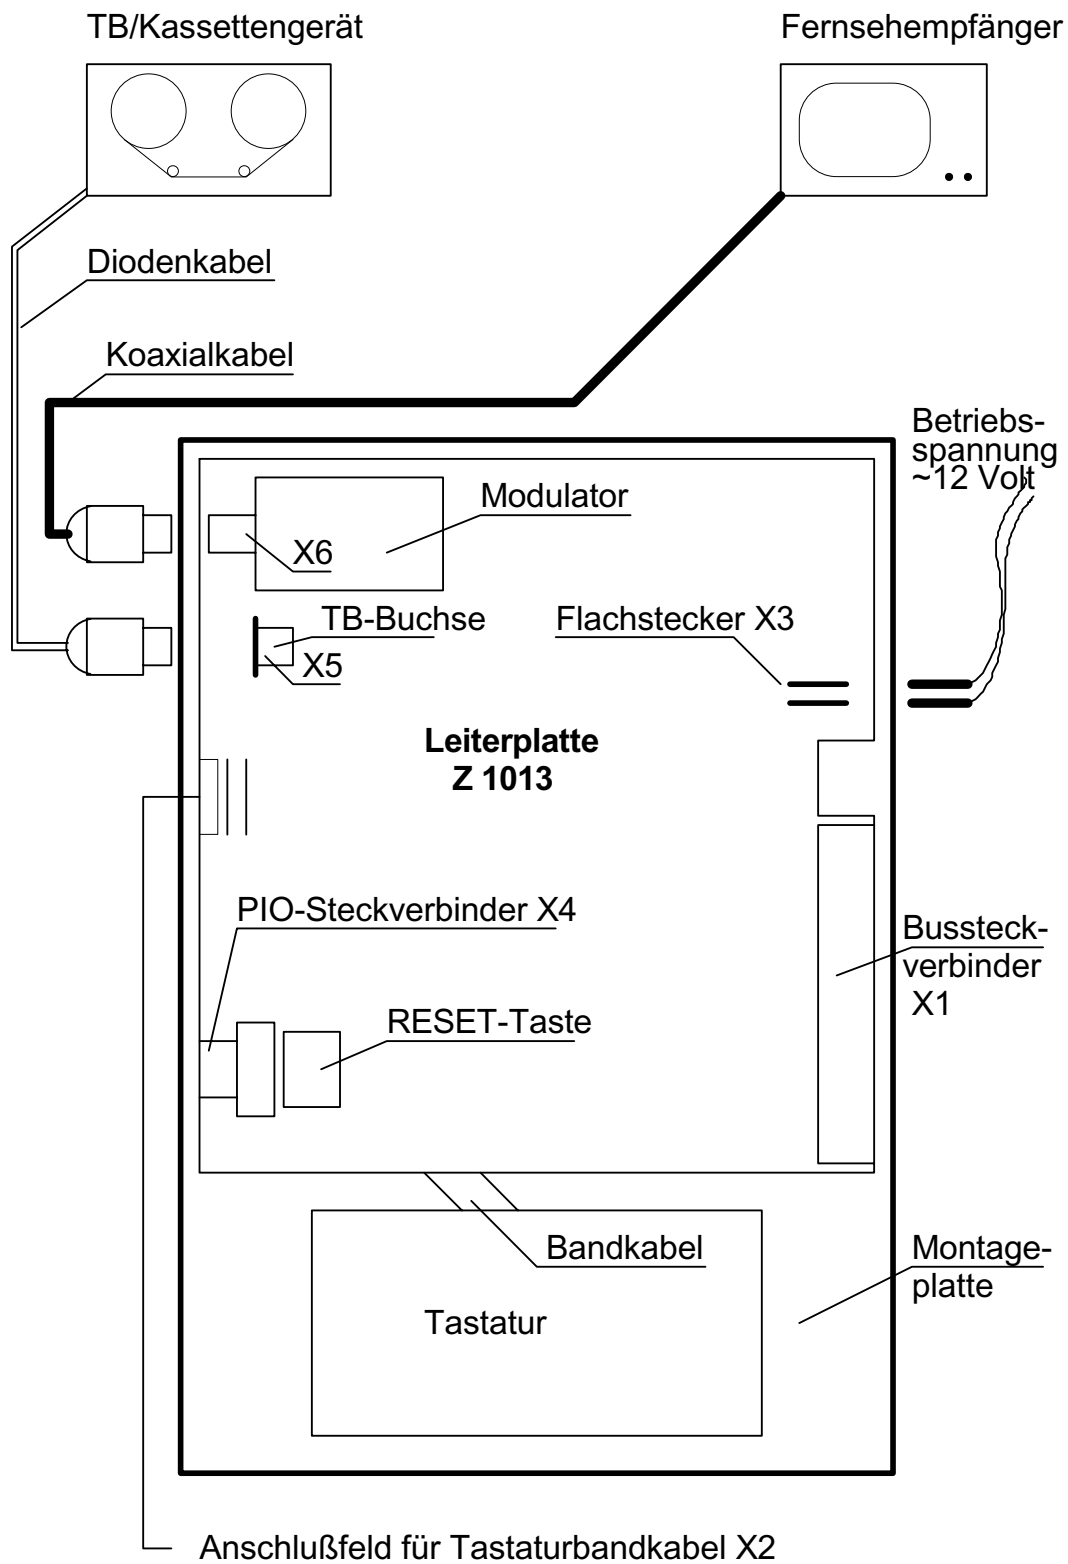 TB/Kassettengerät
Fernsehempfänger
Diodenkabel
Koaxialkabel
Betriebs-
spannung
~12 Volt
Modulator
X6
TB-Buchse
X5
Flachstecker X3
Leiterplatte
Z 1013
PIO-Steckverbinder X4
Bussteck-
verbinder
X1
RESET-Taste
Bandkabel
Montage-
platte
Tastatur
Anschlußfeld für Tastaturbandkabel X2